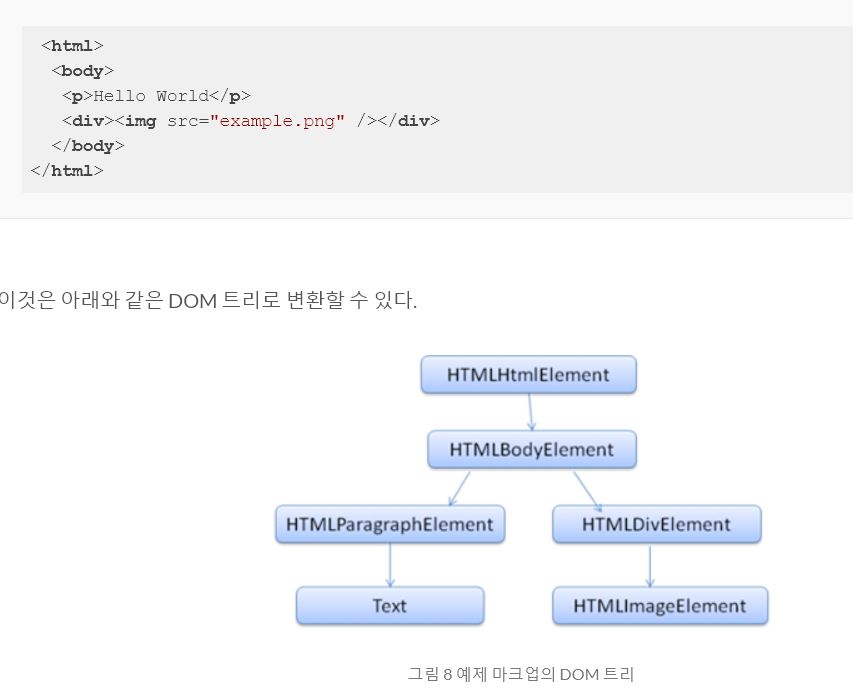 <html>
<body>
<p>Hello World</p>
<div><img src="example.png" /></div>
</body>
</html>
이것은 아래와 같은 DOM 트리로 변환할 수 있다.
HTMLHtmlElement
HTMLBodyElement
HTMLParagraphElement HTMLDivElement
Text HTMLImageElement
그림 8 예제 마크업의 DOM 트리